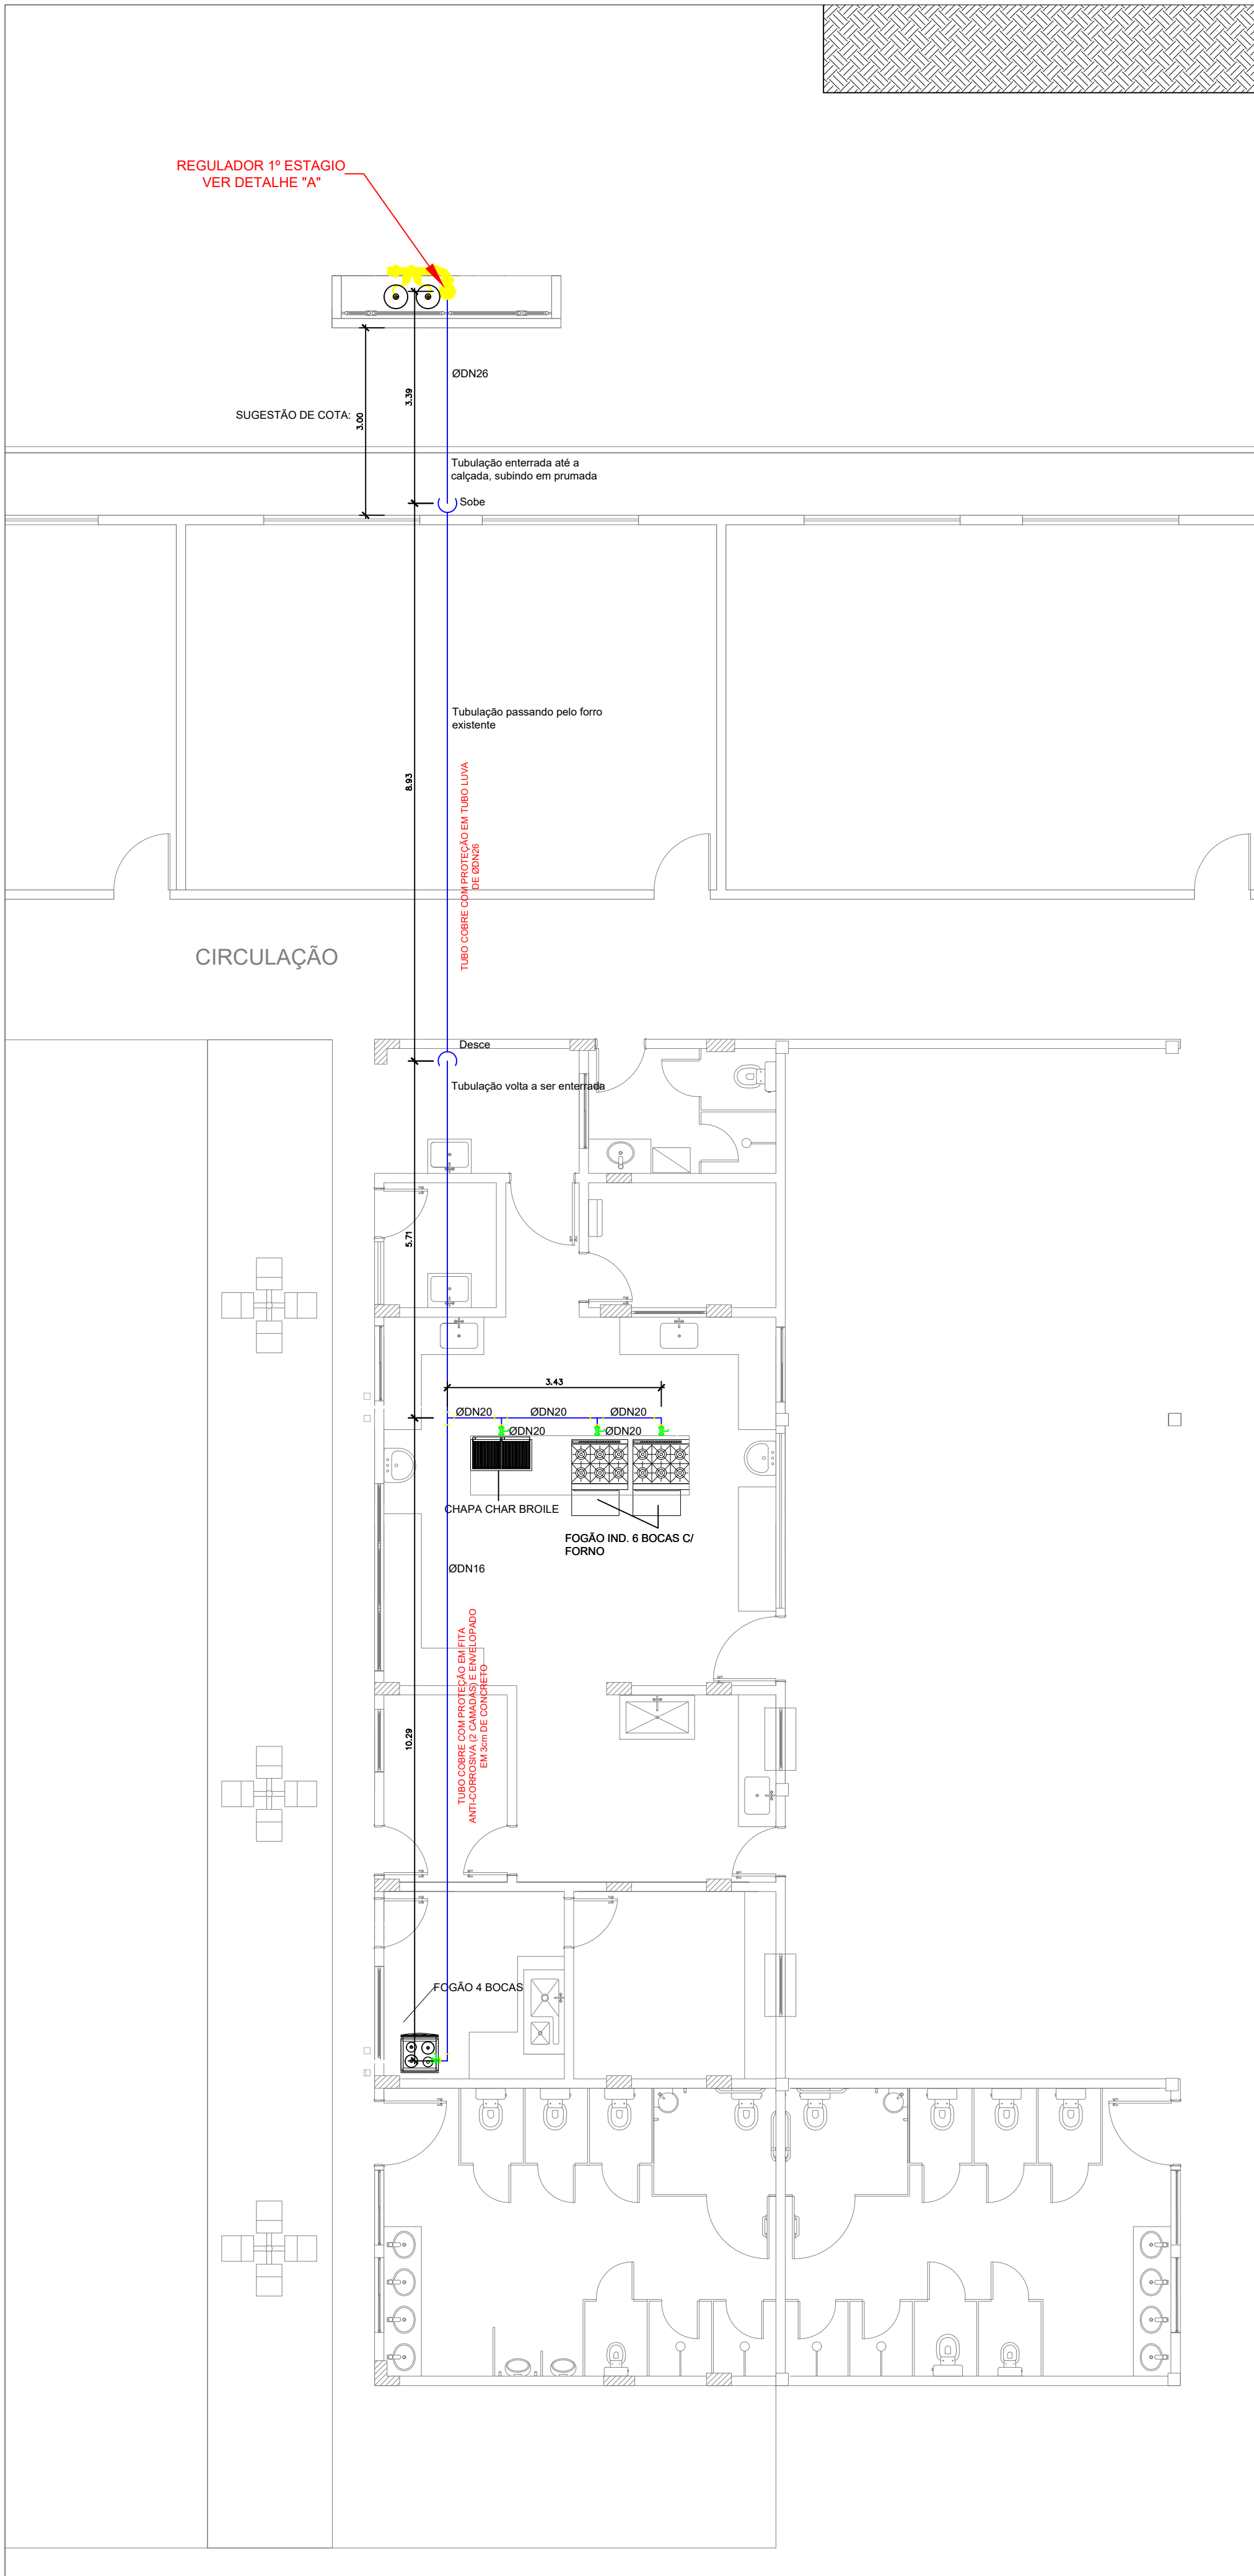 REGULADOR 1º ESTAGIO
VER DETALHE "A"
ØDN26
3.39
SUGESTÃO DE COTA:
3.00
Tubulação enterrada até a
calçada, subindo em prumada
Sobe
Tubulação passando pelo forro
existente
8.93
TUBO COBRE COM PROTEÇÃO EM TUBO LUVA
DE ØDN26
CIRCULAÇÃO
Desce
Tubulação volta a ser enterrada
5.71
3.43
ØDN20
ØDN20
ØDN20
ØDN20
ØDN20
CHAPA CHAR BROILE
FOGÃO IND. 6 BOCAS C/
FORNO
ØDN16
TUBO COBRE COM PROTEÇÃO EM FITA
ANTI-CORROSIVA (2 CAMADAS) E ENVELOPADO
EM 3cm DE CONCRETO
10.29
FOGÃO 4 BOCAS